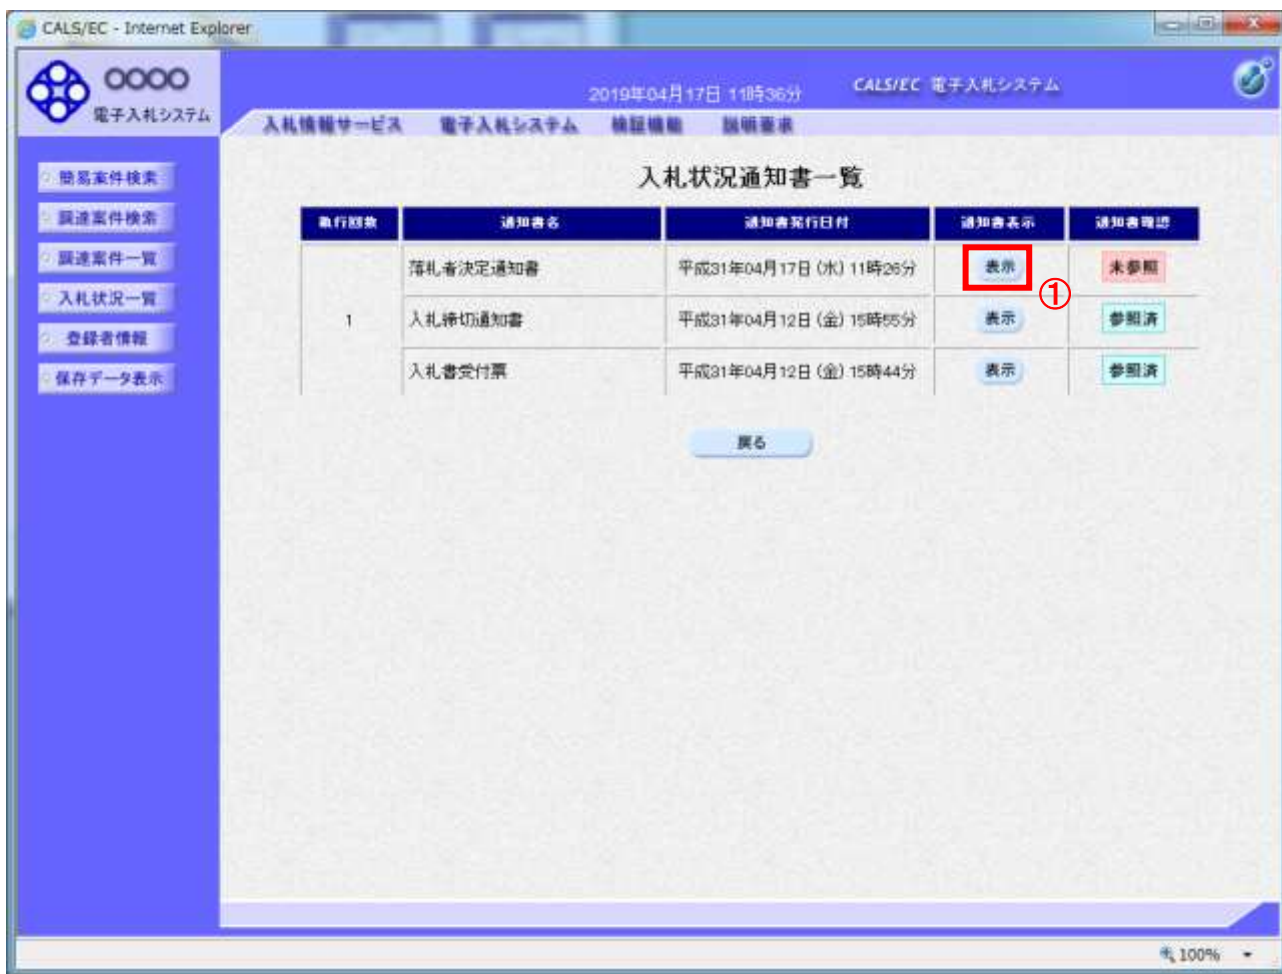 CALS/EC - Internet Explorer
○○○○
電子入札システム
2019年04月17日 11時36分
CALS/EC 電子入札システム
入札情報サービス 電子入札システム 検証機能 説明要求
簡易案件検索
調達案件検索
調達案件一覧
入札状況一覧
登録者情報
保存データ表示
入札状況通知書一覧
執行回数 通知書名 通知書発行日付 通知書表示 通知書確認
落札者決定通知書 平成31年04月17日 (水) 11時26分 表示 未参照
①
1 入札締切通知書 平成31年04月12日 (金) 15時55分 表示 参照済
入札書受付票 平成31年04月12日 (金) 15時44分 表示 参照済
戻る
100%